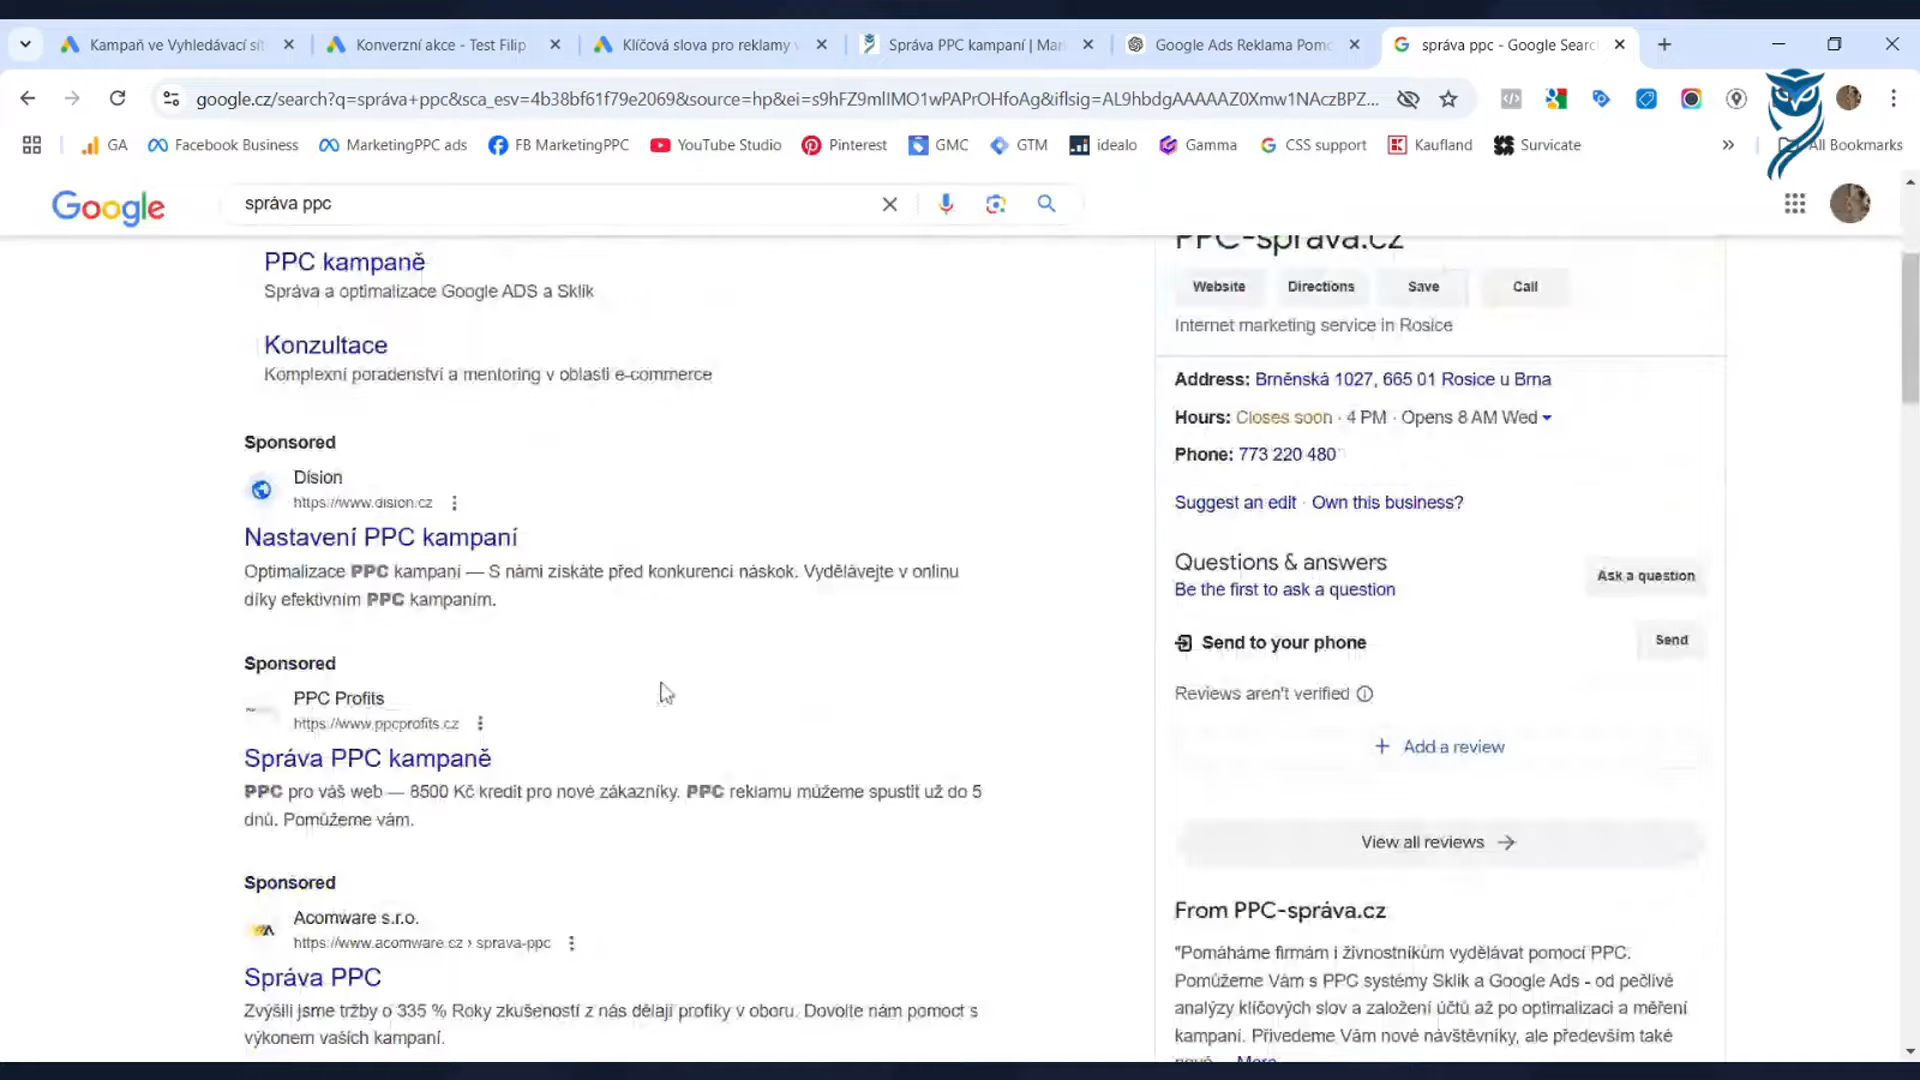 Kampaň ve Vyhledávací sít
Konverzní akce - Test Filip
Klíčová slova pro reklamy v
Správa PPC kampaní | Mar
Google Ads Reklama Pomo
správa ppc - Google Searc
google.cz/search?q=správa+ppc&sca_esv=4b38bf61f79e2069&source=hp&ei=s9hFZ9mlIMO1wPAPrOHfoAg&iflsig=AL9hbdgAAAAAZ0Xmw1NAczBPZ...
GA
Facebook Business
MarketingPPC ads
FB MarketingPPC
YouTube Studio
Pinterest
GMC
GTM
idealo
Gamma
CSS support
Kaufland
Survicate
All Bookmarks
Google
správa ppc
PPC kampaně
Správa a optimalizace Google ADS a Sklik
Konzultace
Komplexní poradenství a mentoring v oblasti e-commerce
Sponsored
Dísion
https://www.dision.cz
Nastavení PPC kampaní
Optimalizace PPC kampaní — S námi získáte před konkurencí náskok. Vydělávejte v onlinu
díky efektivním PPC kampaním.
Sponsored
PPC Profits
https://www.ppcprofits.cz
Správa PPC kampaně
PPC pro váš web — 8500 Kč kredit pro nové zákazníky. PPC reklamu můžeme spustit už do 5
dnů. Pomůžeme vám.
Sponsored
Acomware s.r.o.
https://www.acomware.cz › sprava-ppc
Správa PPC
Zvýšili jsme tržby o 335 % Roky zkušeností z nás dělají profíky v oboru. Dovolte nám pomoct s
výkonem vašich kampaní.
PPC-správa.cz
Website
Directions
Save
Call
Internet marketing service in Rosice
Address: Brněnská 1027, 665 01 Rosice u Brna
Hours: Closes soon · 4 PM · Opens 8 AM Wed
Phone: 773 220 480
Suggest an edit · Own this business?
Questions & answers
Be the first to ask a question
Ask a question
Send to your phone
Send
Reviews aren't verified
+ Add a review
View all reviews
From PPC-správa.cz
"Pomáháme firmám i živnostníkům vydělávat pomocí PPC.
Pomůžeme Vám s PPC systémy Sklik a Google Ads - od pečlivé
analýzy klíčových slov a založení účtů až po optimalizaci a měření
kampaní. Přivedeme Vám nové návštěvníky, ale především také
nové... More